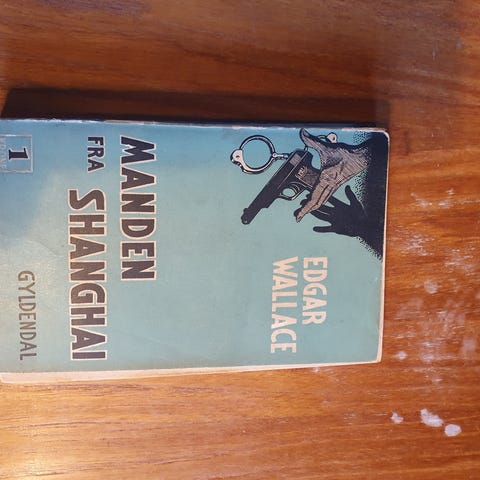 EDGAR
WALLACE
MANDEN
FRA SHANGHAI
1
GYLDENDAL